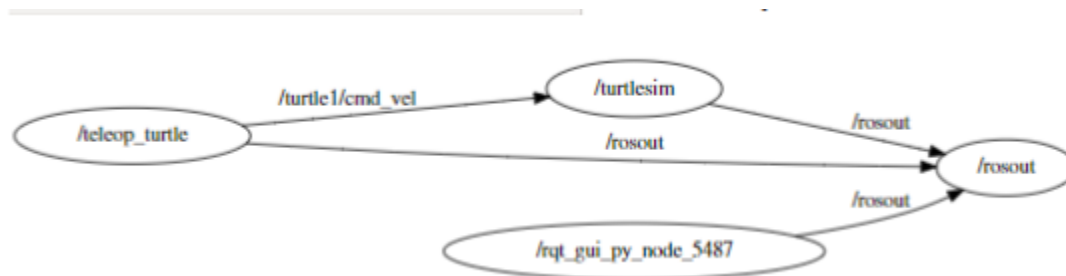 /turtle1/cmd_vel
/turtlesim
/teleop_turtle
/rosout
/rosout
/rosout
/rosout
/rqt_gui_py_node_5487